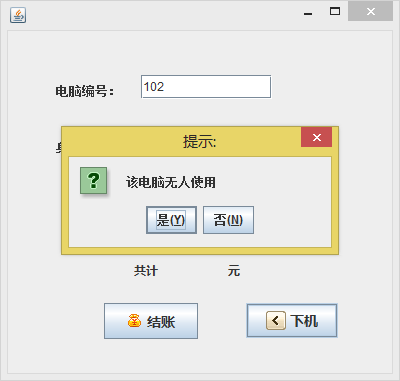 电脑编号：
102
提示:
?
该电脑无人使用
是(Y)
否(N)
共计 元
结账
下机